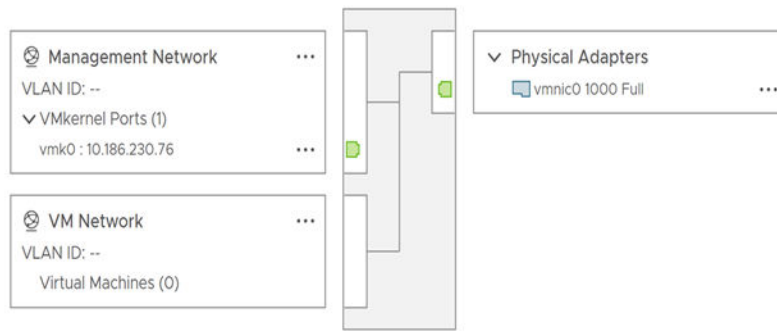 Management Network
VLAN ID: --
VMkernel Ports (1)
vmk0 : 10.186.230.76
VM Network
VLAN ID: --
Virtual Machines (0)
Physical Adapters
vmnic0 1000 Full